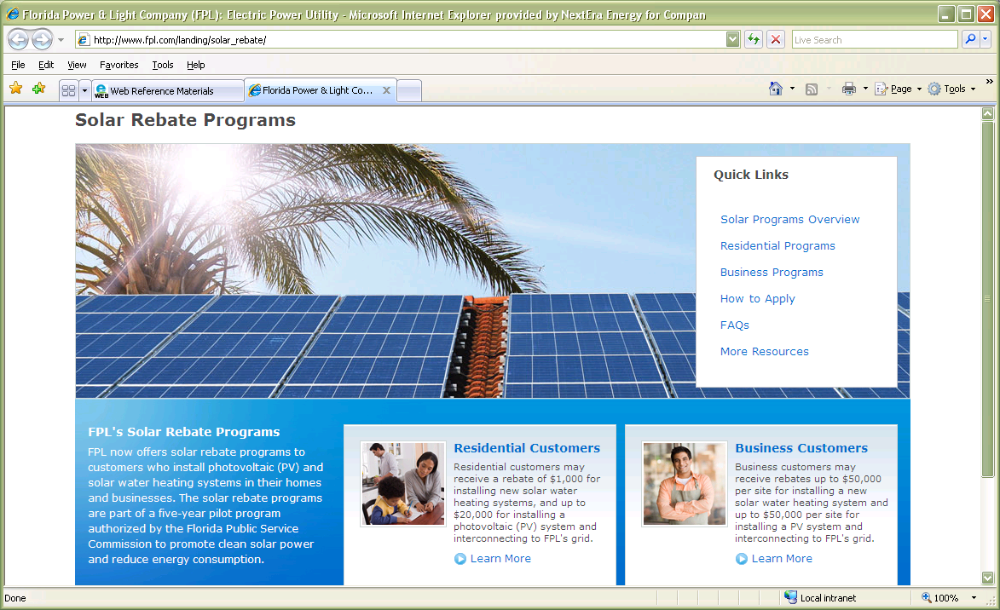 Florida Power & Light Company (FPL): Electric Power Utility - Microsoft Internet Explorer provided by NextEra Energy for Compan
http://www.fpl.com/landing/solar_rebate/
Live Search
File Edit View Favorites Tools Help
WEB Web Reference Materials
Florida Power & Light Co...
Page Tools »
Solar Rebate Programs
Quick Links
Solar Programs Overview
Residential Programs
Business Programs
How to Apply
FAQs
More Resources
FPL's Solar Rebate Programs
FPL now offers solar rebate programs to
customers who install photovoltaic (PV) and
solar water heating systems in their homes
and businesses. The solar rebate programs
are part of a five-year pilot program
authorized by the Florida Public Service
Commission to promote clean solar power
and reduce energy consumption.
Residential Customers
Residential customers may
receive a rebate of $1,000 for
installing new solar water
heating systems, and up to
$20,000 for installing a
photovoltaic (PV) system and
interconnecting to FPL's grid.
Learn More
Business Customers
Business customers may
receive rebates up to $50,000
per site for installing a new
solar water heating system and
up to $50,000 per site for
installing a PV system and
interconnecting to FPL's grid.
Learn More
Done
Local intranet
100%